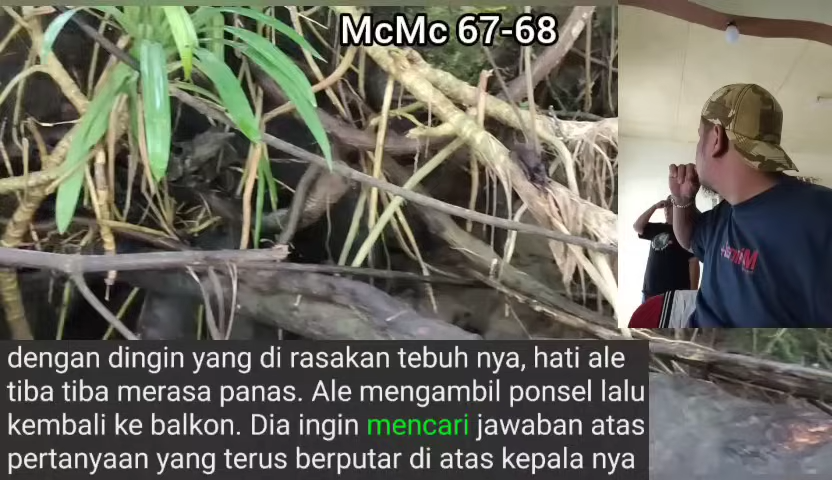 McMc 67-68
dengan dingin yang di rasakan tebuh nya, hati ale
tiba tiba merasa panas. Ale mengambil ponsel lalu
kembali ke balkon. Dia ingin mencari jawaban atas
pertanyaan yang terus berputar di atas kepala nya